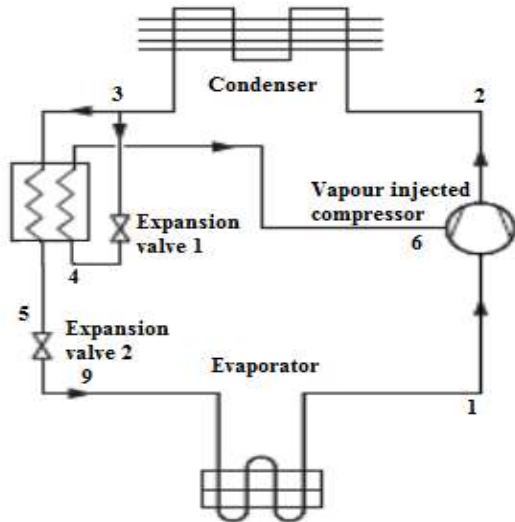 Condenser
3
2
Vapour injected
compressor
6
Expansion
valve 1
4
5
Expansion
valve 2
9
Evaporator
1